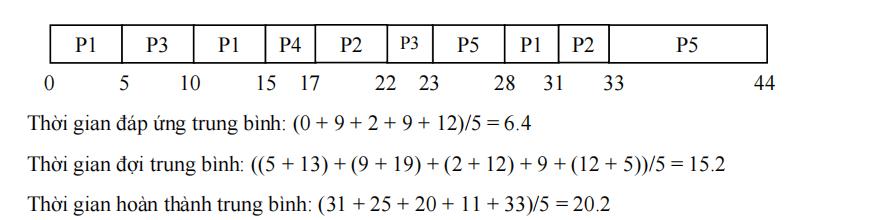 P1 P3 P1 P4 P2 P3 P5 P1 P2 P5
0 5 10 15 17 22 23 28 31 33 44
Thời gian đáp ứng trung bình: (0 + 9 + 2 + 9 + 12)/5 = 6.4
Thời gian đợi trung bình: ((5 + 13) + (9 + 19) + (2 + 12) + 9 + (12 + 5))/5 = 15.2
Thời gian hoàn thành trung bình: (31 + 25 + 20 + 11 + 33)/5 = 20.2